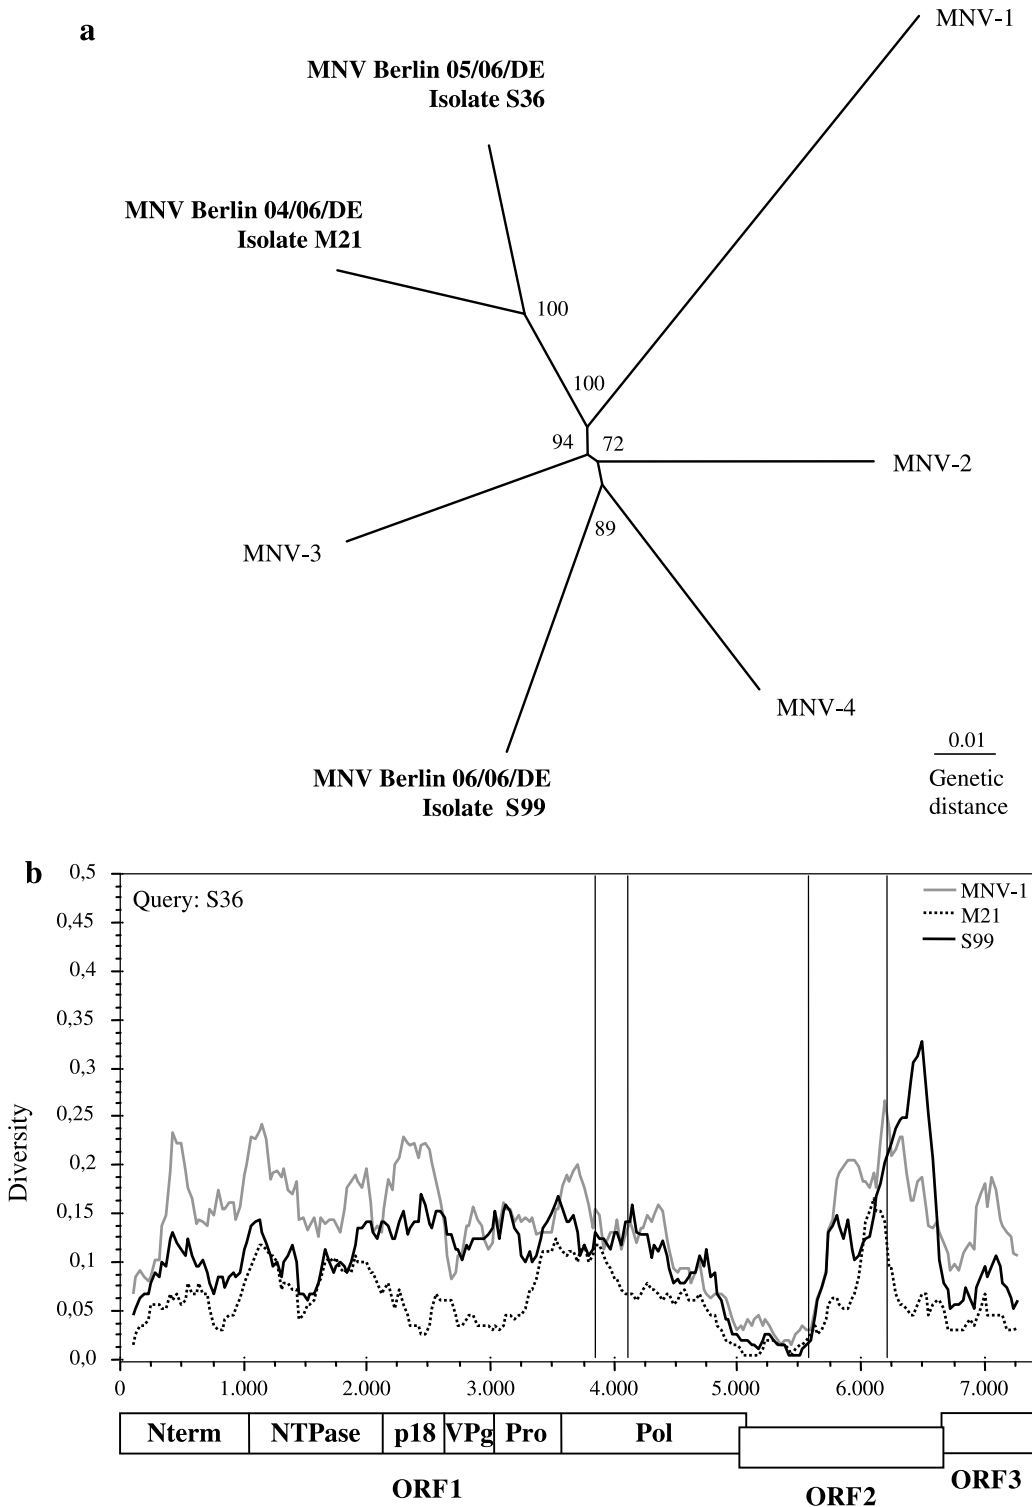 a
MNV-1
MNV Berlin 05/06/DE
Isolate S36
MNV Berlin 04/06/DE
Isolate M21
100
100
94
72
MNV-2
MNV-3
89
MNV-4
MNV Berlin 06/06/DE
Isolate S99
0.01
Genetic
distance
b
0,5
0,45
0,4
0,35
0,3
0,25
0,2
0,15
0,1
0,05
0,0
Diversity
Query: S36
MNV-1
M21
S99
0 1.000 2.000 3.000 4.000 5.000 6.000 7.000
Nterm NTPase p18 VPg Pro Pol
ORF1 ORF2 ORF3